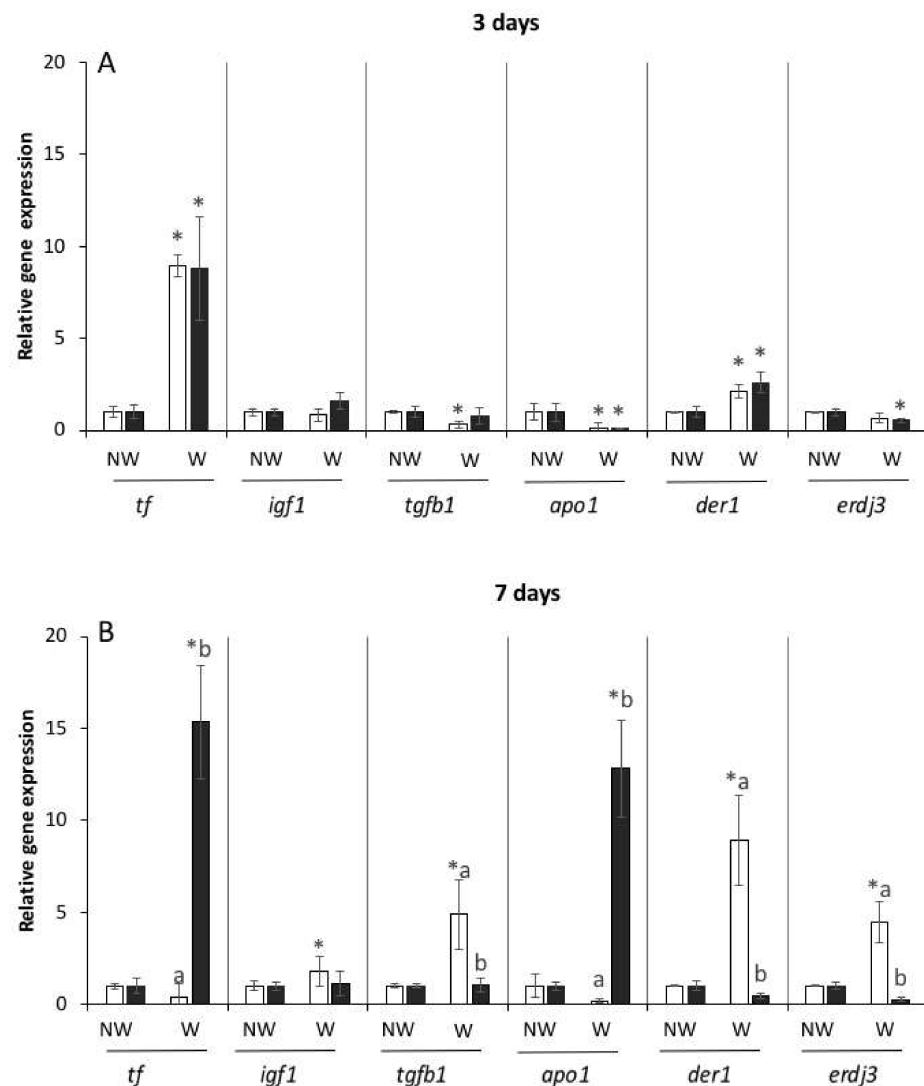 3 days
A
20
15
10
5
0
Relative gene expression
* *
*
* *
* *
*
NW W NW W NW W NW W NW W NW W
tf igf1 tgfb1 apo1 der1 erdj3
7 days
B
20
15
10
5
0
Relative gene expression
a *b
*
*a b
a *b
*a b
*a b
NW W NW W NW W NW W NW W NW W
tf igf1 tgfb1 apo1 der1 erdj3